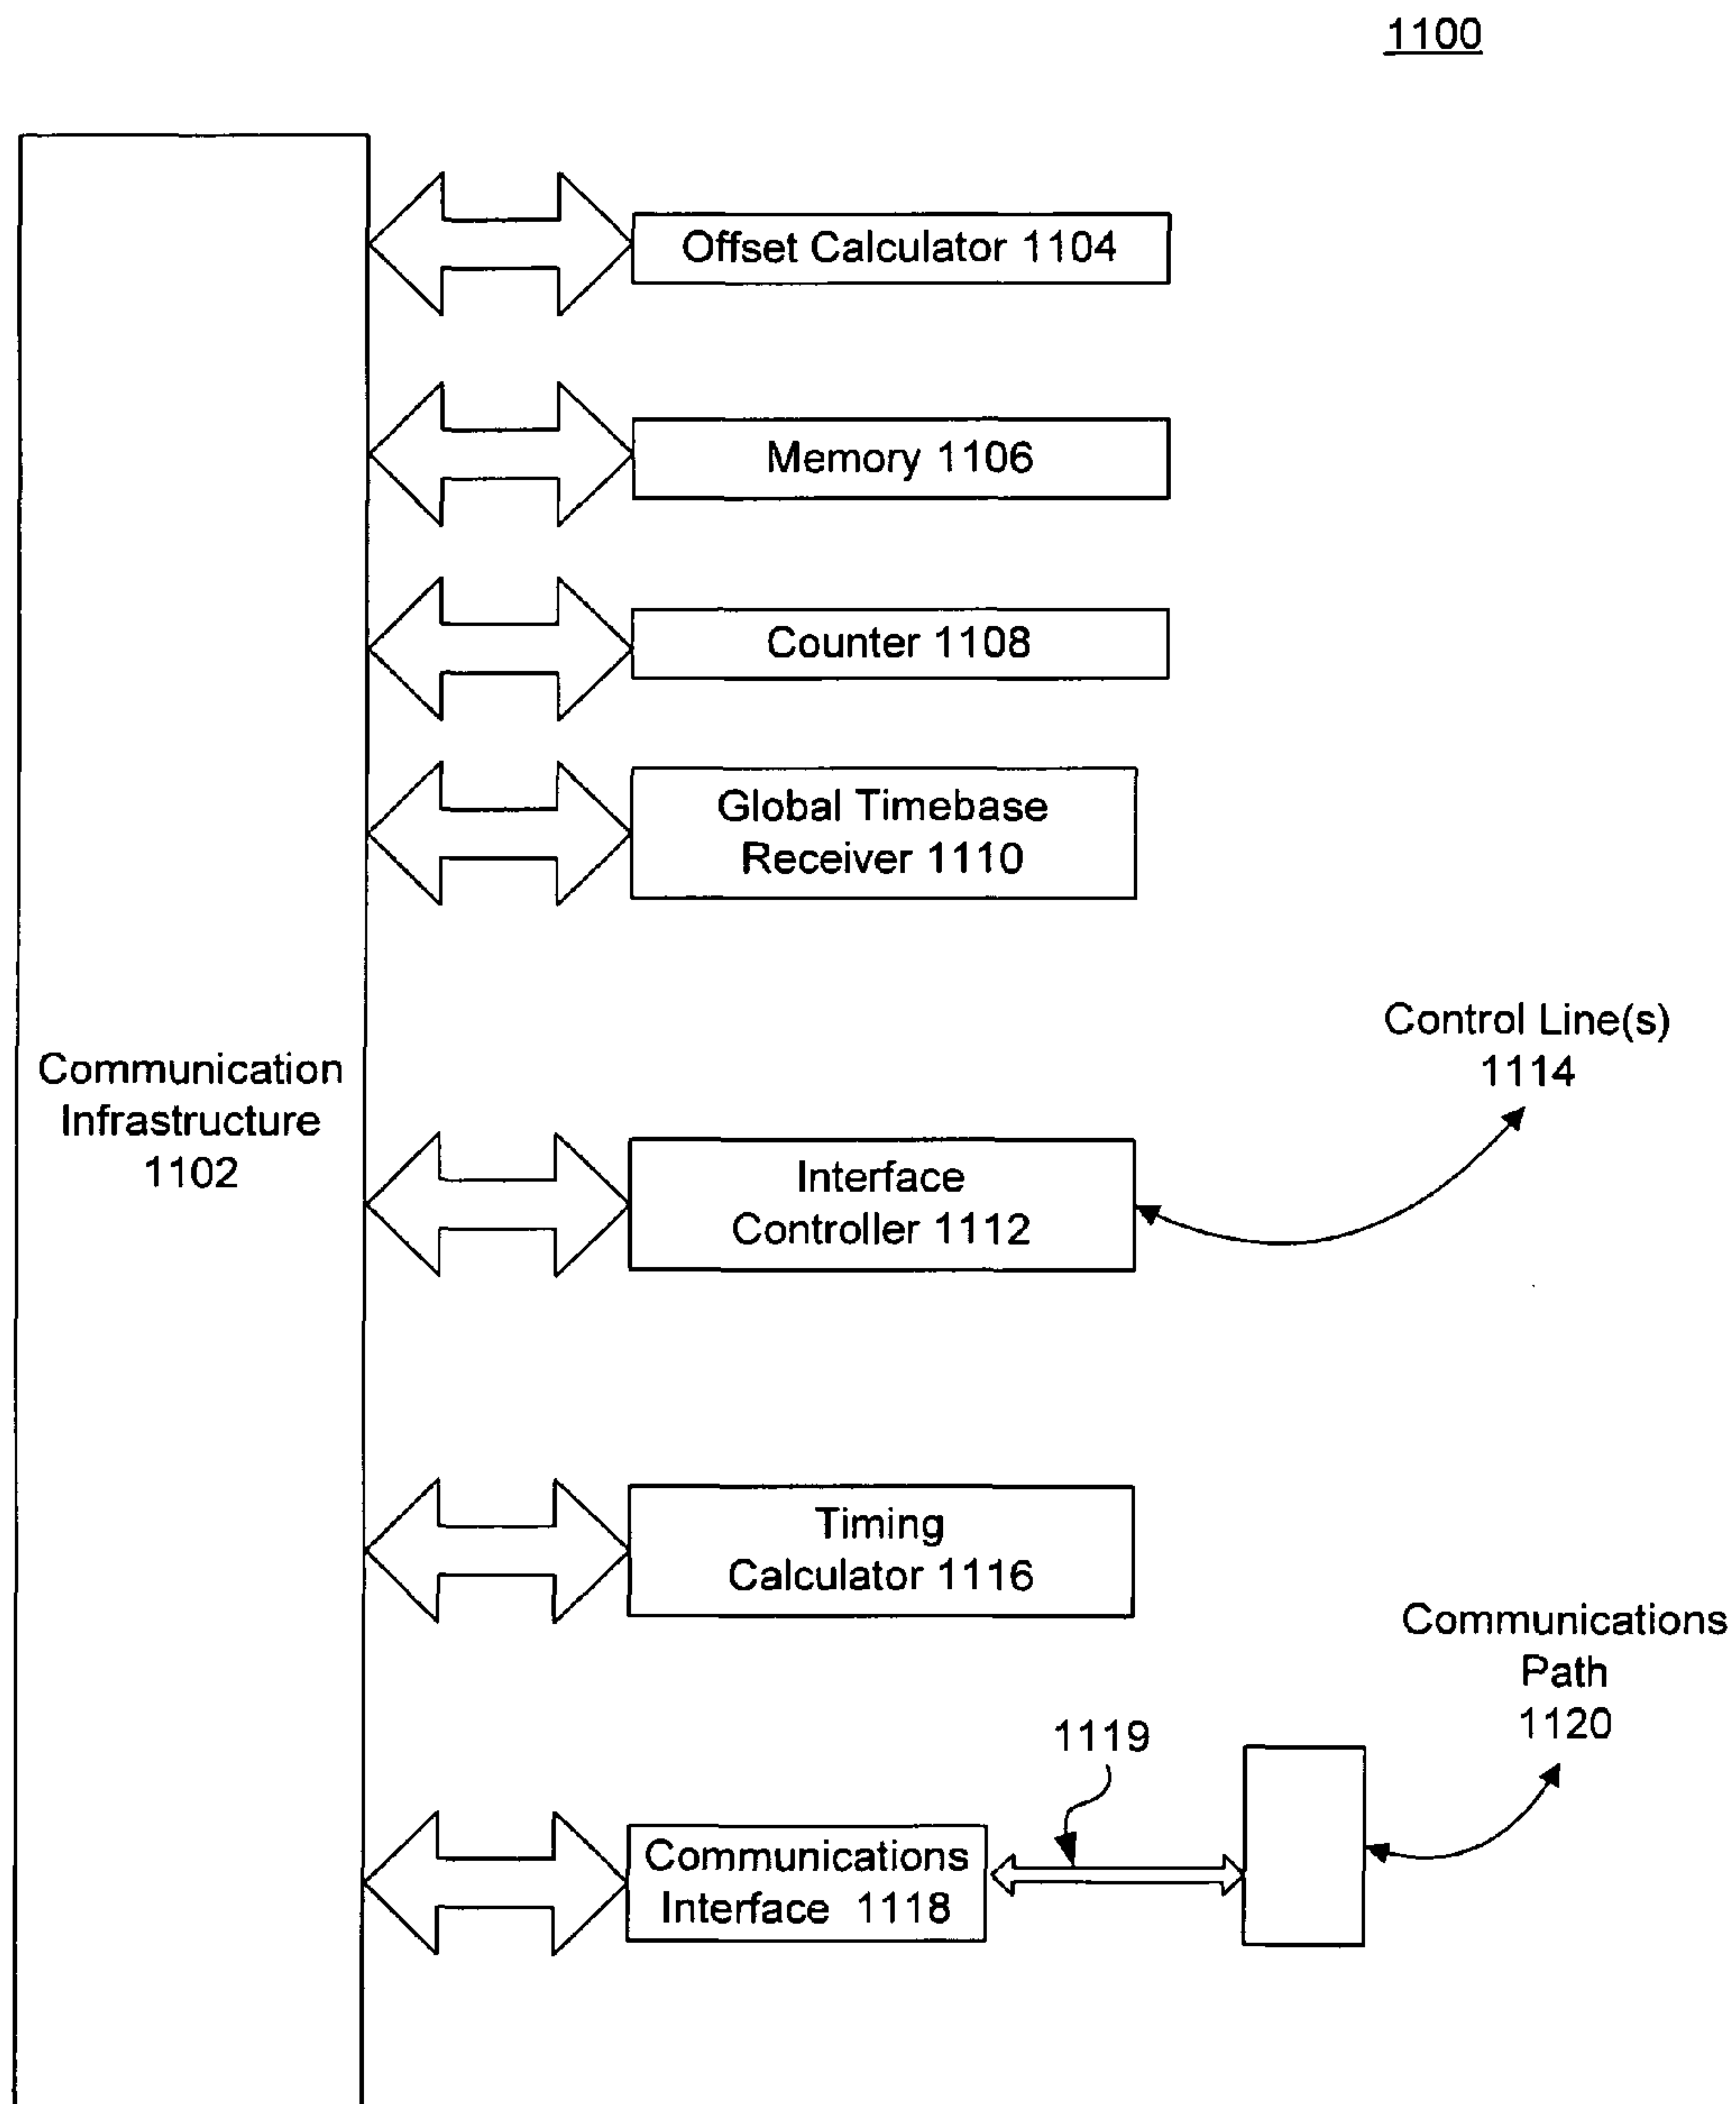 1100
Offset Calculator 1104
Memory 1106
Counter 1108
Global Timebase
Receiver 1110
Control Line(s)
1114
Communication
Infrastructure
1102
Interface
Controller 1112
Timing
Calculator 1116
Communications
Path
1120
1119
Communications
Interface 1118